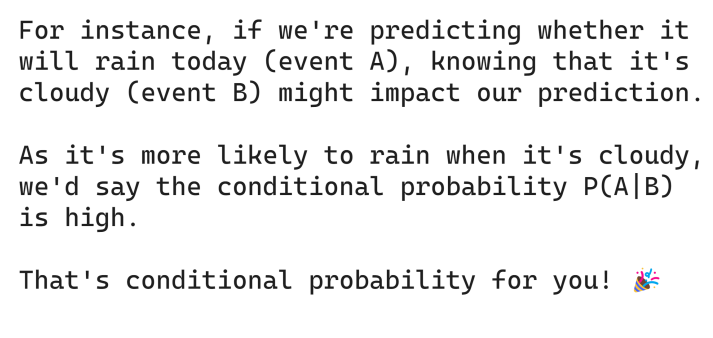 For instance, if we're predicting whether it
will rain today (event A), knowing that it's
cloudy (event B) might impact our prediction.
As it's more likely to rain when it's cloudy,
we'd say the conditional probability P(A|B)
is high.
That's conditional probability for you! 🎉